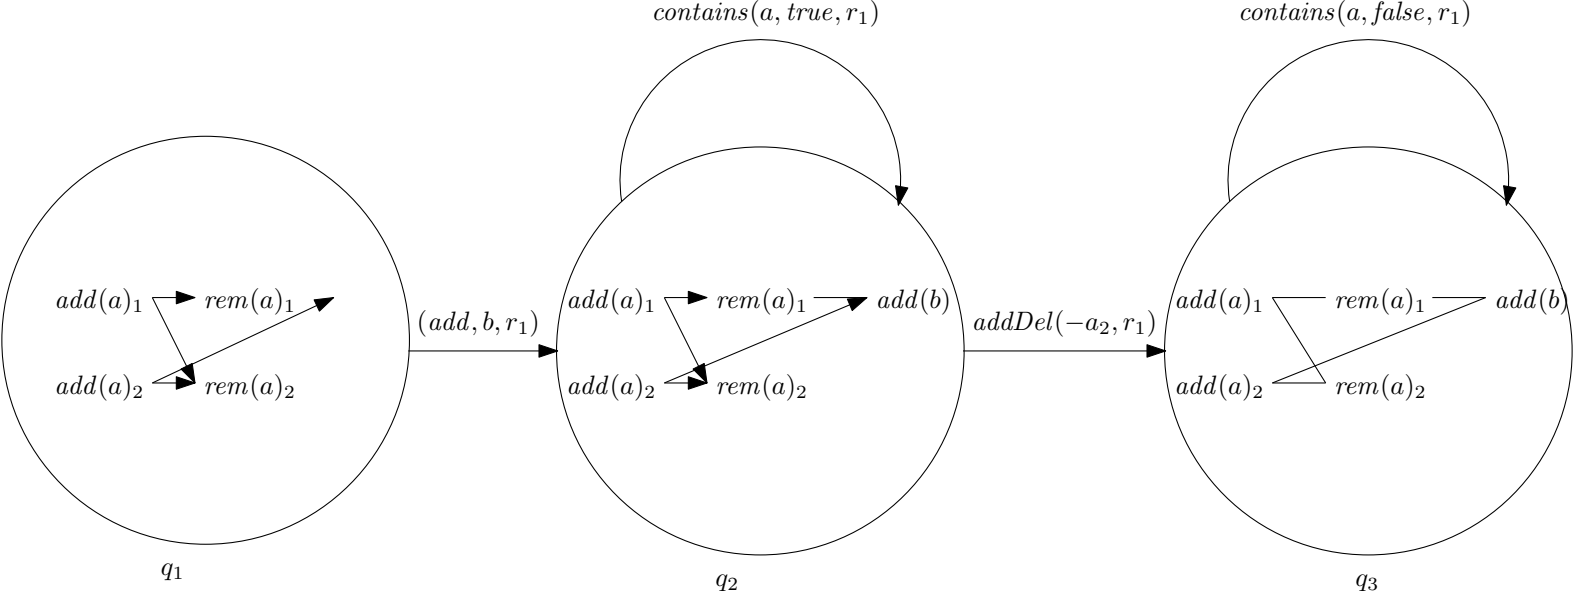 contains(a, true, r₁)
contains(a, false, r₁)
add(a)₁ rem(a)₁
add(a)₂ rem(a)₂
q₁
(add, b, r₁)
add(a)₁ rem(a)₁ add(b)
add(a)₂ rem(a)₂
q₂
addDel(−a₂, r₁)
add(a)₁ rem(a)₁ add(b)
add(a)₂ rem(a)₂
q₃